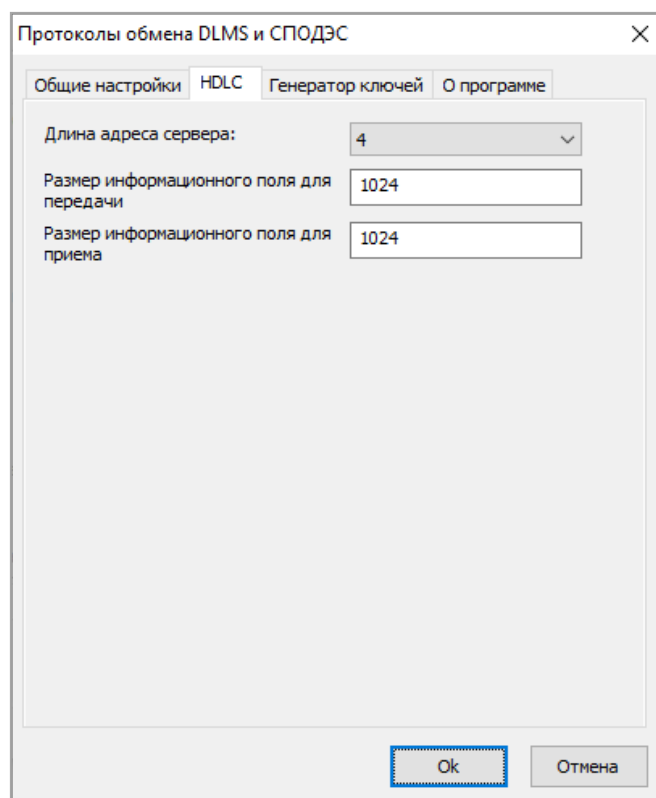 Протоколы обмена DLMS и СПОДЭС
Общие настройки HDLC Генератор ключей О программе
Длина адреса сервера: 4
Размер информационного поля для
передачи
1024
Размер информационного поля для
приема
1024
Ok Отмена